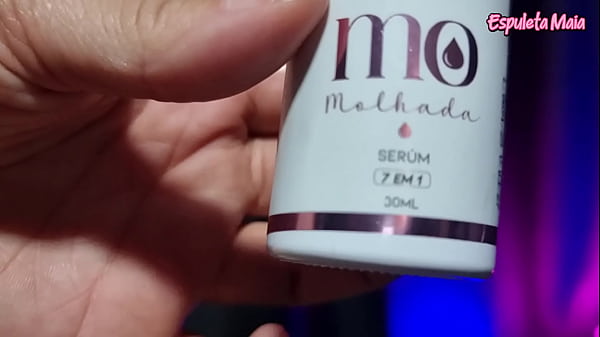 Espuleta Maia
mo
Molhada
SERÚM
7 EM 1
30ML